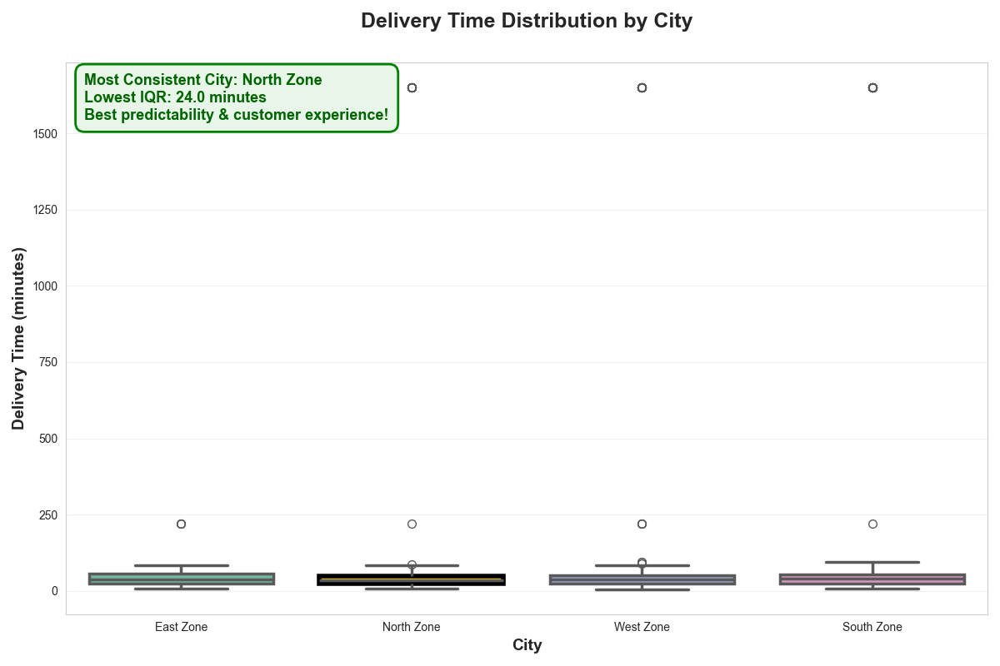 Delivery Time Distribution by City
Most Consistent City: North Zone
Lowest IQR: 24.0 minutes
Best predictability & customer experience!
Delivery Time (minutes)
1500
1250
1000
750
500
250
0
East Zone
North Zone
West Zone
South Zone
City